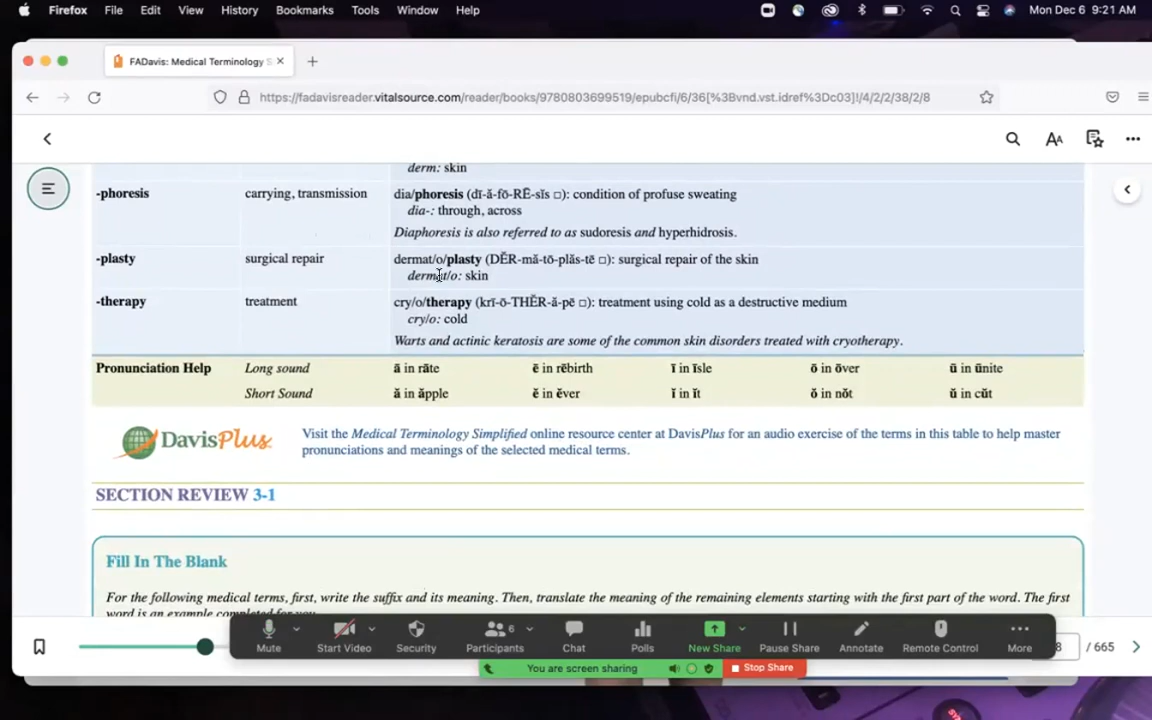 Firefox File Edit View History Bookmarks Tools Window Help Mon Dec 6 9:21 AM
FADavis: Medical Terminology S
https://fadavisreader.vitalsource.com/reader/books/9780803699519/epubcfi/6/36[%3Bvnd.vst.idref%3Dc03]!/4/2/2/38/2/8
AA
derm: skin
-phoresis carrying, transmission dia/phoresis (dī-ă-fō-RĒ-sĭs □): condition of profuse sweating
dia-: through, across
Diaphoresis is also referred to as sudoresis and hyperhidrosis.
-plasty surgical repair dermat/o/plasty (DĔR-mă-tō-plăs-tē □): surgical repair of the skin
dermat/o: skin
-therapy treatment cry/o/therapy (krī-ō-THĔR-ă-pē □): treatment using cold as a destructive medium
cry/o: cold
Warts and actinic keratosis are some of the common skin disorders treated with cryotherapy.
Pronunciation Help Long sound ā in rāte ē in rēbirth ī in īsle ō in ōver ū in ūnite
Short Sound ă in ăpple ĕ in ĕver ĭ in ĭt ŏ in nŏt ŭ in cŭt
DavisPlus. Visit the Medical Terminology Simplified online resource center at DavisPlus for an audio exercise of the terms in this table to help master
pronunciations and meanings of the selected medical terms.
SECTION REVIEW 3-1
Fill In The Blank
For the following medical terms, first, write the suffix and its meaning. Then, translate the meaning of the remaining elements starting with the first part of the word. The first
word is an example completed for you.
6
Mute Start Video Security Participants Chat Polls New Share Pause Share Annotate Remote Control More
8 / 665
You are screen sharing Stop Share